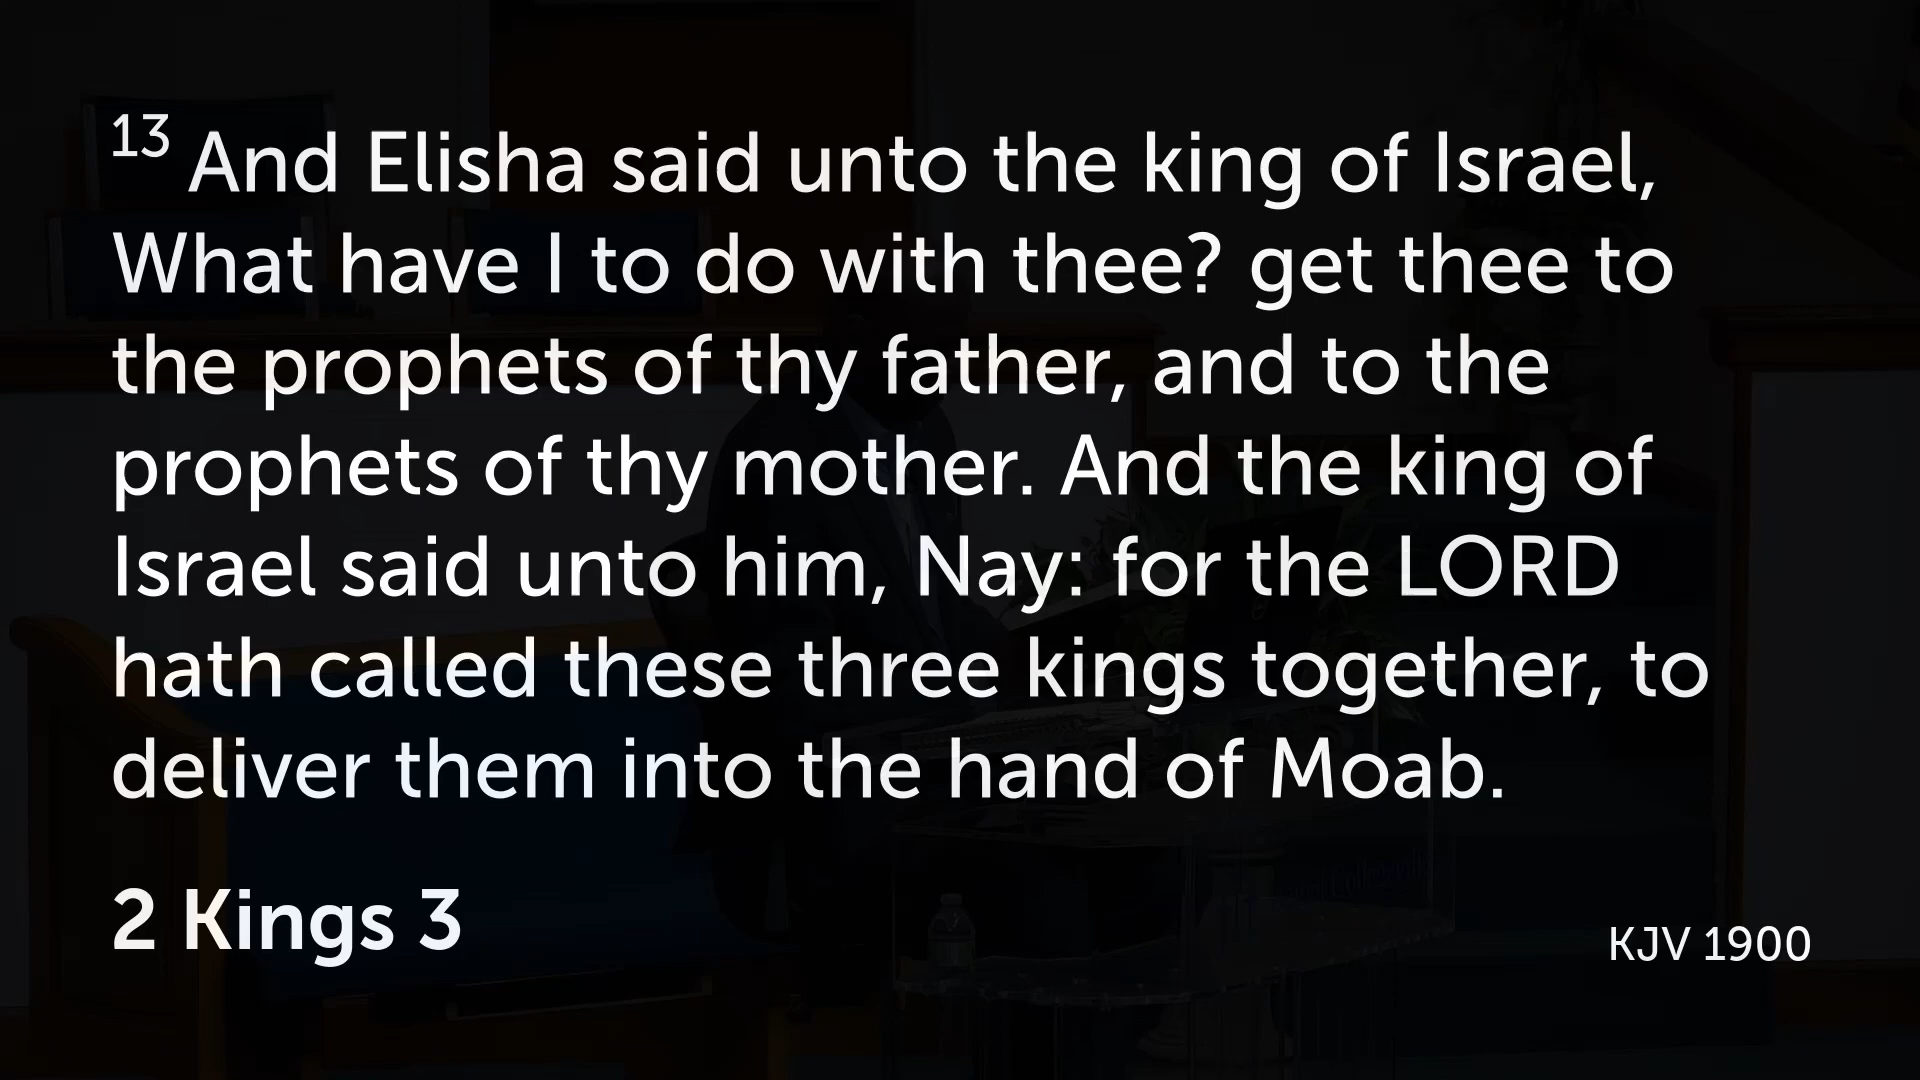 13 And Elisha said unto the king of Israel,
What have I to do with thee? get thee to
the prophets of thy father, and to the
prophets of thy mother. And the king of
Israel said unto him, Nay: for the LORD
hath called these three kings together, to
deliver them into the hand of Moab.
2 Kings 3
KJV 1900